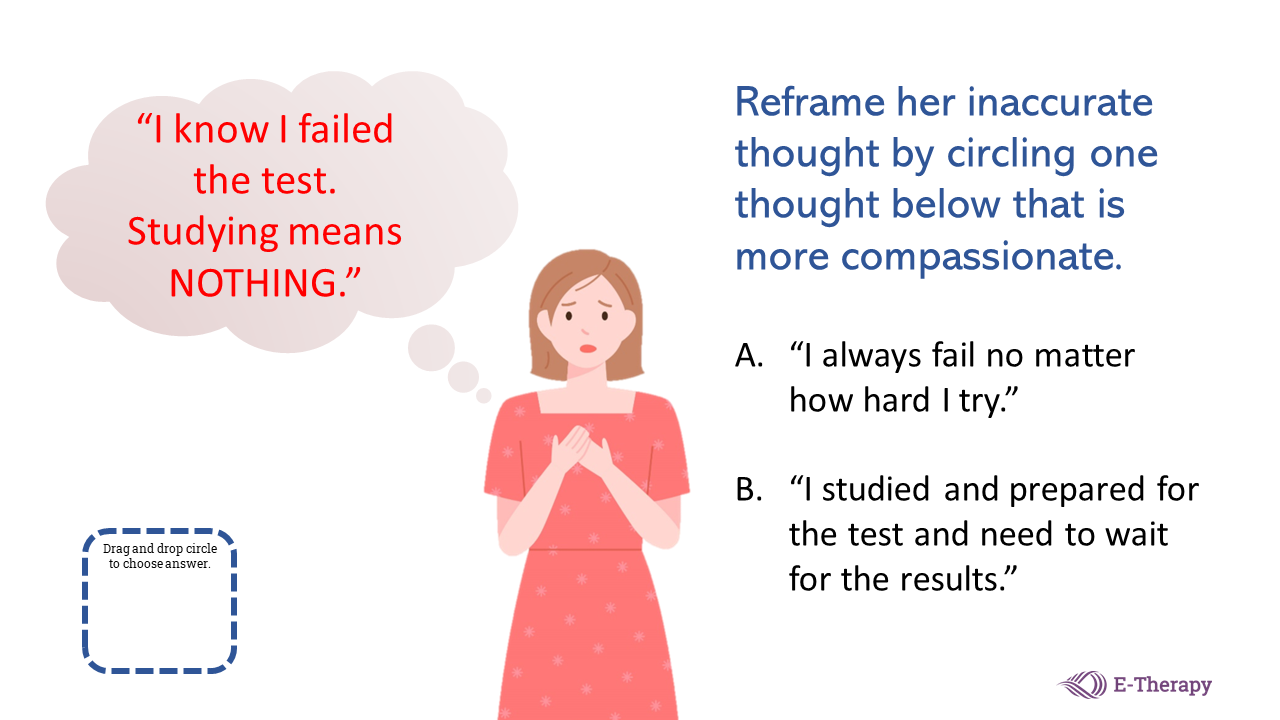 “I know I failed
the test.
Studying means
NOTHING.”
Reframe her inaccurate
thought by circling one
thought below that is
more compassionate.
A. “I always fail no matter
how hard I try.”
B. “I studied and prepared for
the test and need to wait
for the results.”
Drag and drop circle
to choose answer.
E-Therapy